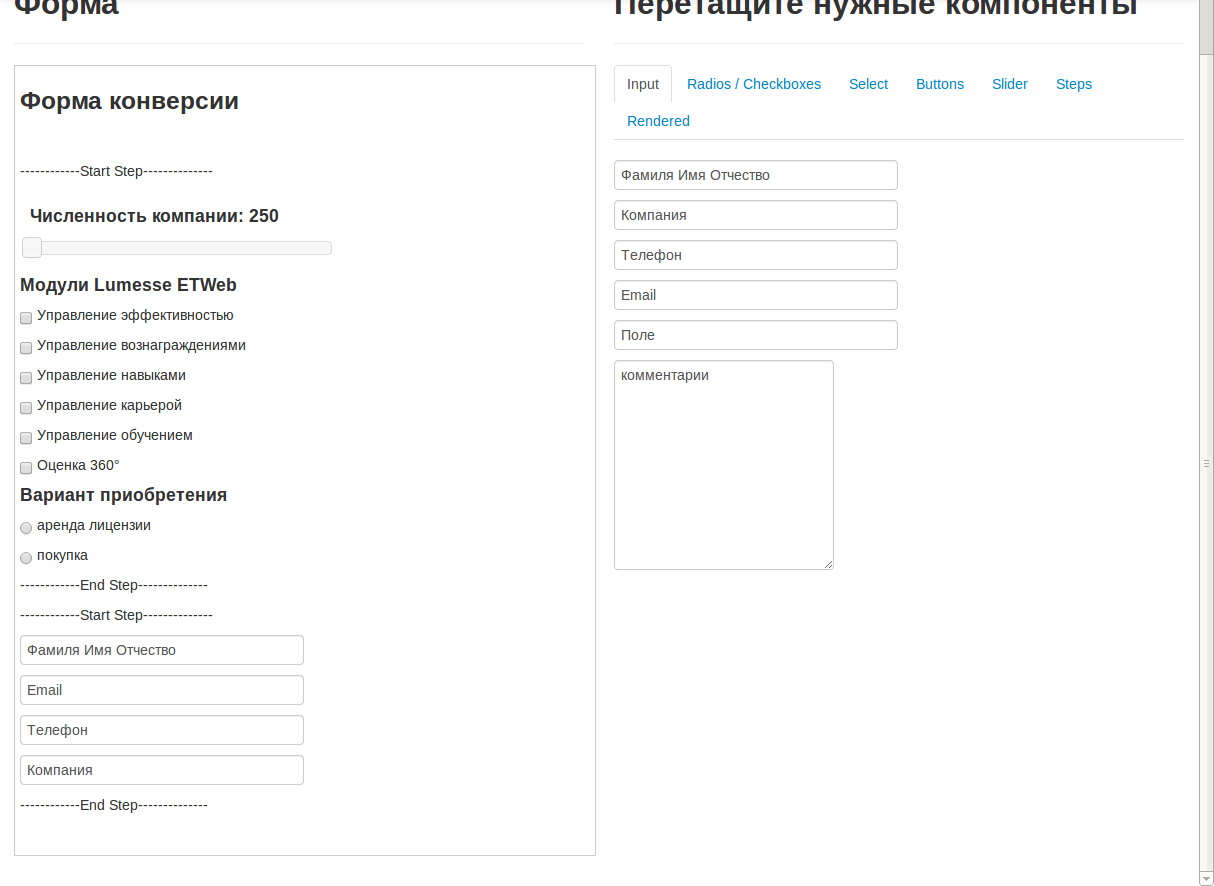 Форма
Форма конверсии
------------Start Step--------------
Численность компании: 250
Модули Lumesse ETWeb
Управление эффективностью
Управление вознаграждениями
Управление навыками
Управление карьерой
Управление обучением
Оценка 360°
Вариант приобретения
аренда лицензии
покупка
------------End Step--------------
------------Start Step--------------
Фамиля Имя Отчество
Email
Телефон
Компания
------------End Step--------------
Перетащите нужные компоненты
Input Radios / Checkboxes Select Buttons Slider Steps
Rendered
Фамиля Имя Отчество
Компания
Телефон
Email
Поле
комментарии